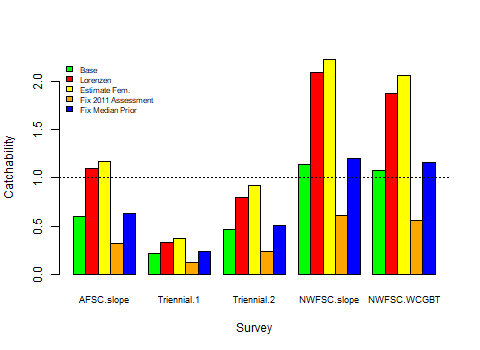 Base
Lorenzen
Estimate Fem.
Fix 2011 Assessment
Fix Median Prior
Catchability
2.0
1.5
1.0
0.5
0.0
AFSC.slope Triennial.1 Triennial.2 NWFSC.slope NWFSC.WCGBT
Survey